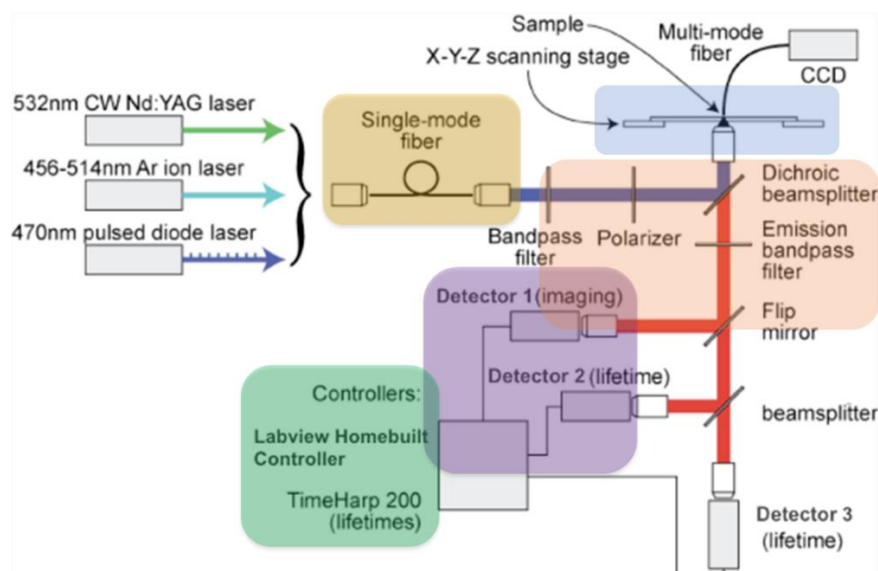 Sample
Multi-mode
fiber
X-Y-Z scanning stage
CCD
532nm CW Nd:YAG laser
Single-mode
fiber
456-514nm Ar ion laser
Dichroic
beamsplitter
470nm pulsed diode laser
Bandpass
filter
Polarizer
Emission
bandpass
filter
Detector 1 (imaging)
Flip
mirror
Detector 2 (lifetime)
Controllers:
beamsplitter
Labview Homebuilt
Controller
TimeHarp 200
(lifetimes)
Detector 3
(lifetime)